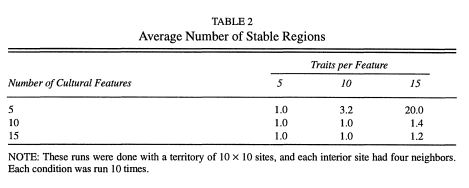 TABLE 2
Average Number of Stable Regions
Traits per Feature
Number of Cultural Features 5 10 15
5 1.0 3.2 20.0
10 1.0 1.0 1.4
15 1.0 1.0 1.2
NOTE: These runs were done with a territory of 10 × 10 sites, and each interior site had four neighbors.
Each condition was run 10 times.